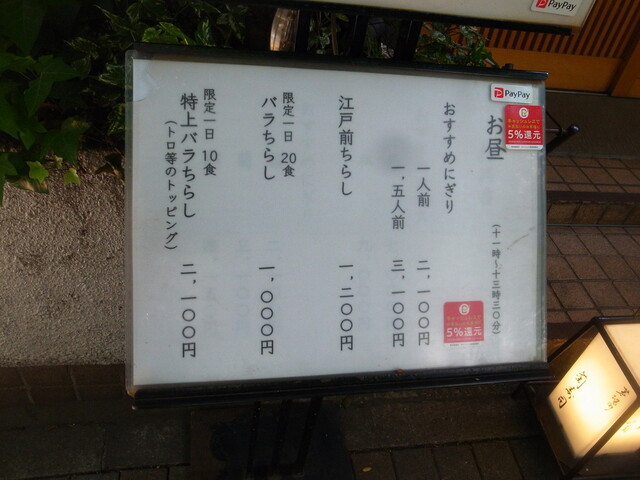 PayPay
PayPay
お昼
(十一時～十三時三〇分)
5%還元
5%還元
おすすめにぎり
一人前 二、一〇〇円
一、五人前 三、一〇〇円
江戸前ちらし 一、二〇〇円
限定一日 20食
バラちらし 一、〇〇〇円
限定一日 10食
特上バラちらし 二、一〇〇円
(トロ等のトッピング)